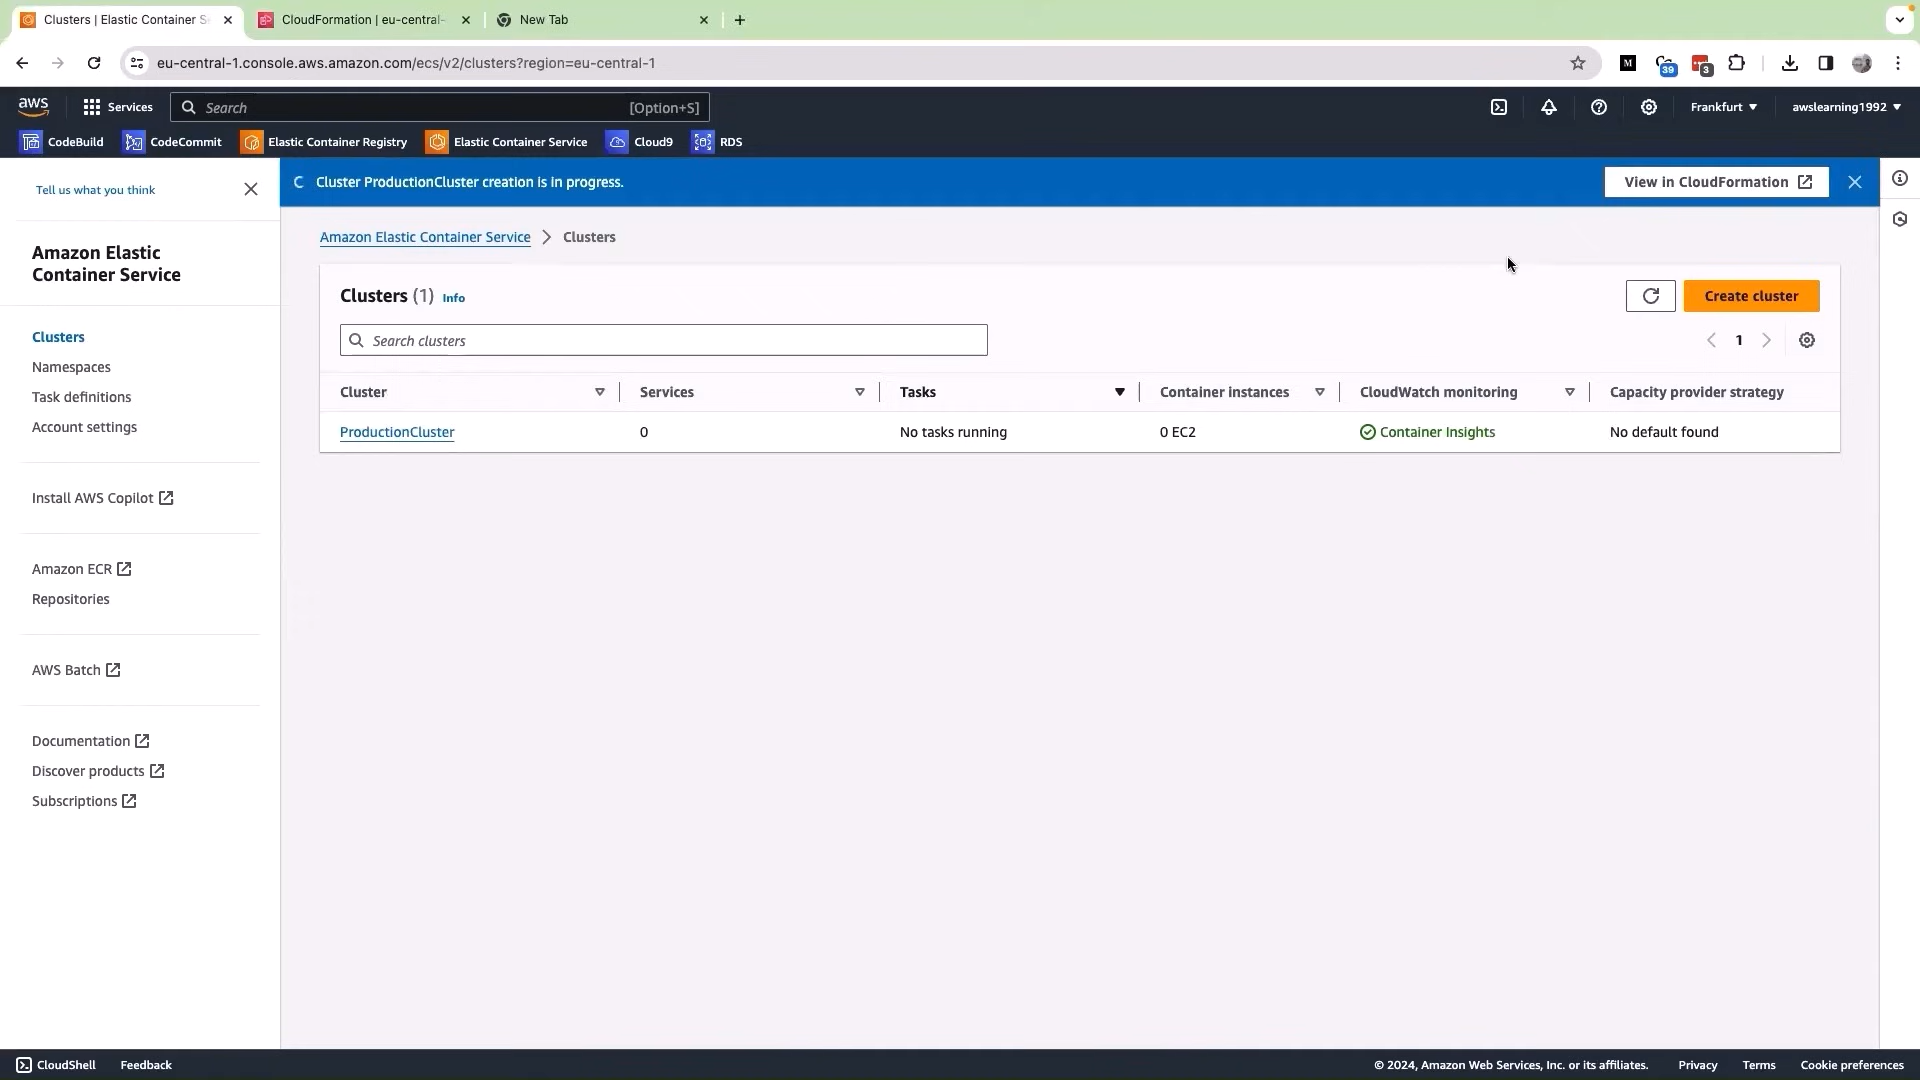 Clusters | Elastic Container S
CloudFormation | eu-central-
New Tab
eu-central-1.console.aws.amazon.com/ecs/v2/clusters?region=eu-central-1
M
39
3
aws
Services
Search
[Option+S]
Frankfurt
awslearning1992
CodeBuild
CodeCommit
Elastic Container Registry
Elastic Container Service
Cloud9
RDS
Tell us what you think
Cluster ProductionCluster creation is in progress.
View in CloudFormation
Amazon Elastic Container Service
Clusters
Amazon Elastic
Container Service
Clusters
Namespaces
Task definitions
Account settings
Install AWS Copilot
Amazon ECR
Repositories
AWS Batch
Documentation
Discover products
Subscriptions
Clusters (1) Info
Create cluster
Search clusters
1
Cluster Services Tasks Container instances CloudWatch monitoring Capacity provider strategy
ProductionCluster 0 No tasks running 0 EC2 Container Insights No default found
CloudShell Feedback
© 2024, Amazon Web Services, Inc. or its affiliates. Privacy Terms Cookie preferences